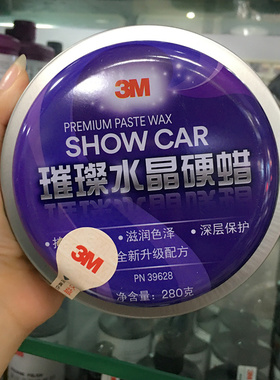 3M
PREMIUM PASTE WAX
SHOW CAR
璀璨水晶硬蜡
·滋润色泽 ·深层保护
全新升级配方
PN 39628
净含量:280克
3M